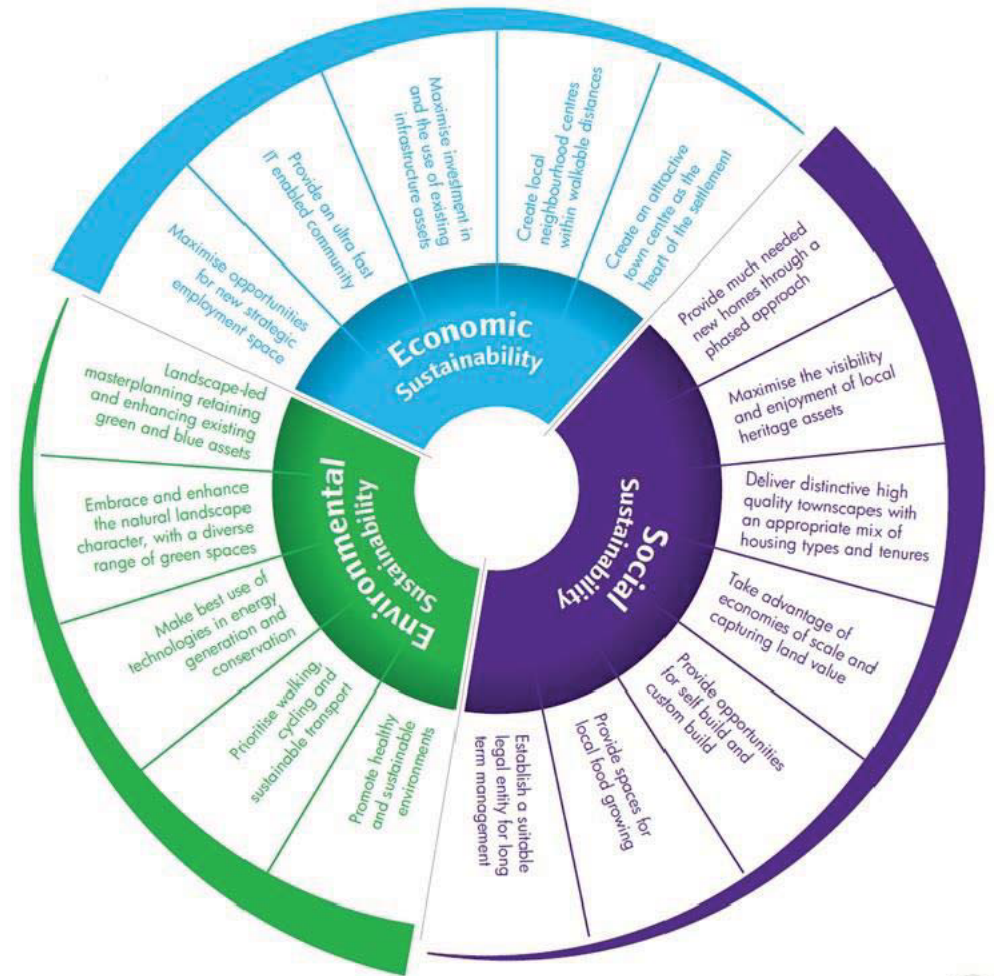 Economic
Sustainability
Maximise opportunities
for new strategic
employment space
Provide an ultra fast
IT enabled community
Maximise investment in
and the use of existing
infrastructure assets
Create local
neighbourhood centres
within walkable distances
Create an attractive
town centre as the
heart of the settlement
Social
Sustainability
Provide much needed
new homes through a
phased approach
Maximise the visibility
and enjoyment of local
heritage assets
Deliver distinctive high
quality townscapes with
an appropriate mix of
housing types and tenures
Take advantage of
economies of scale and
capturing land value
Provide opportunities
for self build and
custom build
Provide spaces for
local food growing
Establish a suitable
legal entity for long
term management
Environmental
Sustainability
Promote healthy
and sustainable
environments
Prioritise walking,
cycling and
sustainable transport
Make best use of
technologies in energy
generation and
conservation
Embrace and enhance
the natural landscape
character, with a diverse
range of green spaces
Landscape-led
masterplanning retaining
and enhancing existing
green and blue assets